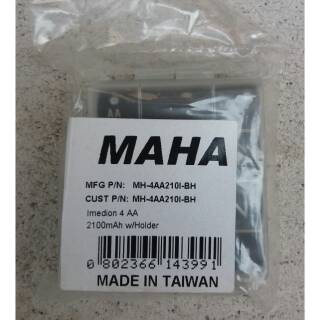 AA
MAHA
MFG P/N: MH-4AA210I-BH
CUST P/N: MH-4AA210I-BH
Imedion 4 AA
2100mAh w/Holder
0 802366 143991
MADE IN TAIWAN